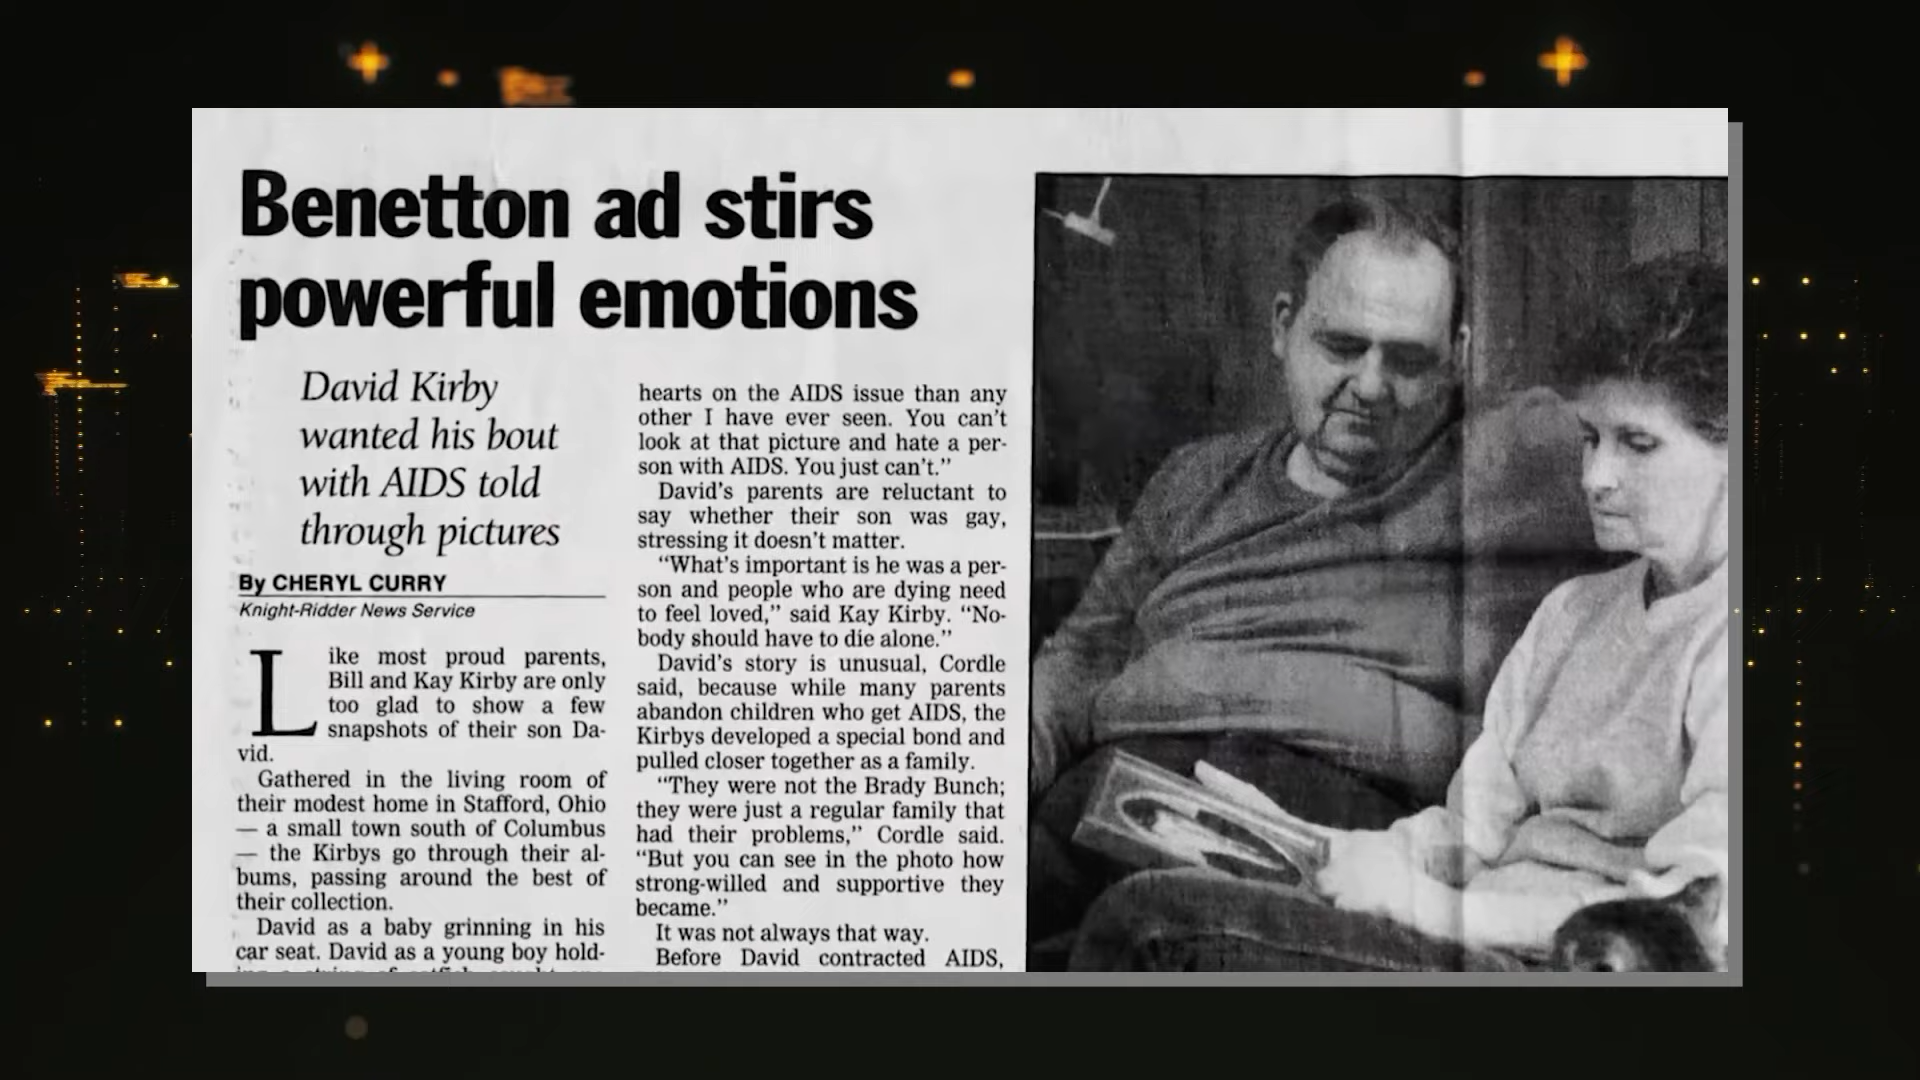 Benetton ad stirs
powerful emotions
David Kirby
wanted his bout
with AIDS told
through pictures
By CHERYL CURRY
Knight-Ridder News Service
Like most proud parents,
Bill and Kay Kirby are only
too glad to show a few
snapshots of their son Da-
vid.
Gathered in the living room of
their modest home in Stafford, Ohio
— a small town south of Columbus
— the Kirbys go through their al-
bums, passing around the best of
their collection.
David as a baby grinning in his
car seat. David as a young boy hold-
hearts on the AIDS issue than any
other I have ever seen. You can't
look at that picture and hate a per-
son with AIDS. You just can't.”
David's parents are reluctant to
say whether their son was gay,
stressing it doesn't matter.
“What's important is he was a per-
son and people who are dying need
to feel loved,” said Kay Kirby. “No-
body should have to die alone.”
David's story is unusual, Cordle
said, because while many parents
abandon children who get AIDS, the
Kirbys developed a special bond and
pulled closer together as a family.
“They were not the Brady Bunch;
they were just a regular family that
had their problems,” Cordle said.
“But you can see in the photo how
strong-willed and supportive they
became.”
It was not always that way.
Before David contracted AIDS,